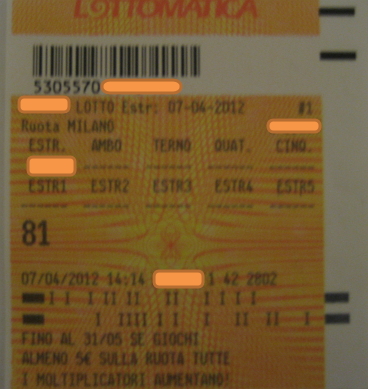 LOTTOMATICA
5305570
LOTTO Estr: 07-04-2012 #1
Ruota MILANO
ESTR. AMBO TERNO QUAT. CINQ.
ESTR1 ESTR2 ESTR3 ESTR4 ESTR5
81
07/04/2012 14:14 1 42 2802
FINO AL 31/05 SE GIOCHI
ALMENO 5€ SULLA RUOTA TUTTE
I MOLTIPLICATORI AUMENTANO!